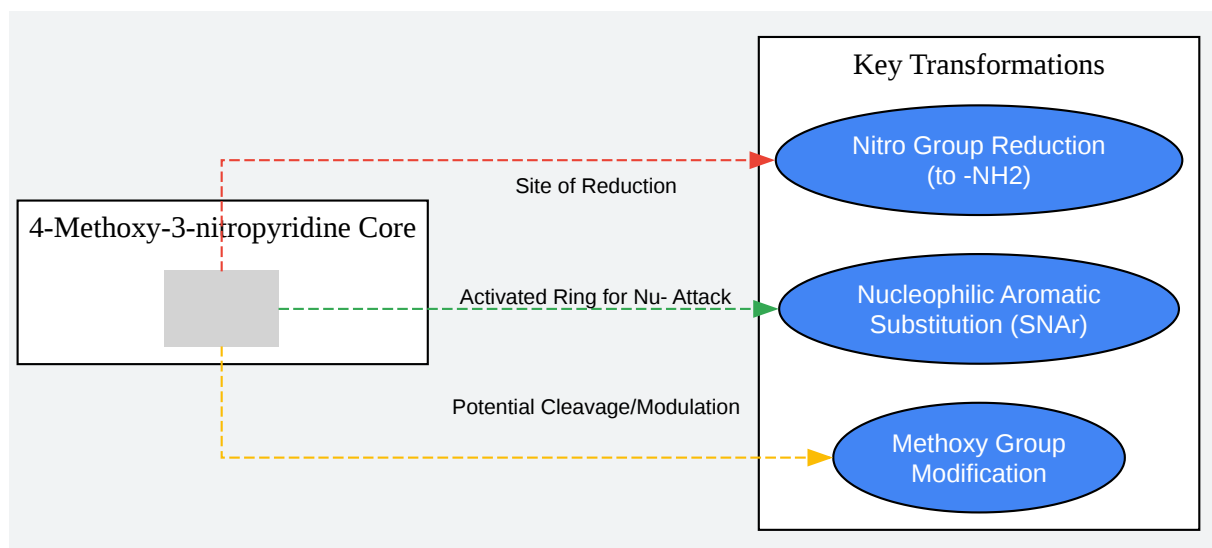 Key Transformations
Nitro Group Reduction
(to -NH2)
Site of Reduction
4-Methoxy-3-nitropyridine Core
Activated Ring for Nu- Attack
Nucleophilic Aromatic
Substitution (SNAr)
Potential Cleavage/Modulation
Methoxy Group
Modification